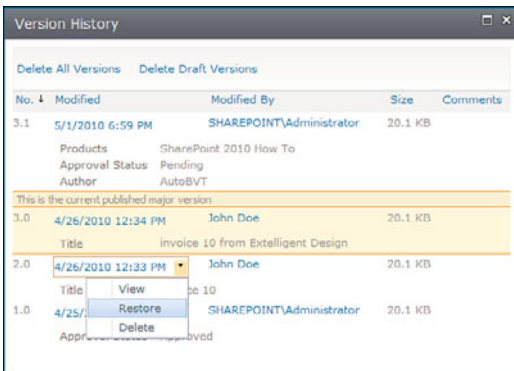 Version History
Delete All Versions Delete Draft Versions
No. ↓ Modified Modified By Size Comments
3.1 5/1/2010 6:59 PM SHAREPOINT\Administrator 20.1 KB
Products SharePoint 2010 How To
Approval Status Pending
Author AutoBVT
This is the current published major version
3.0 4/26/2010 12:34 PM John Doe 20.1 KB
Title invoice 10 from Extelligent Design
2.0 4/26/2010 12:33 PM John Doe 20.1 KB
Title 10
View
1.0 4/25/ SHAREPOINT\Administrator 20.1 KB
Restore
Delete